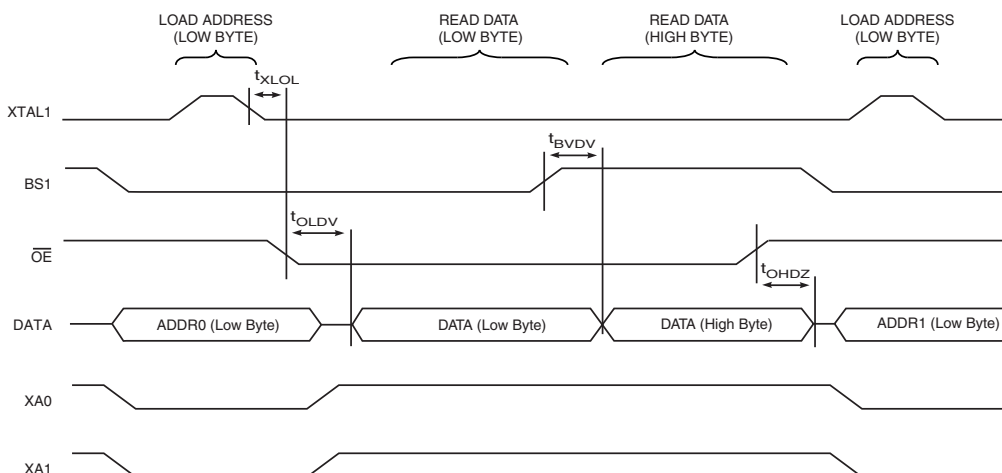 LOAD ADDRESS
(LOW BYTE)
READ DATA
(LOW BYTE)
READ DATA
(HIGH BYTE)
LOAD ADDRESS
(LOW BYTE)
tXLOL
XTAL1
tBVDV
BS1
tOLDV
OE
tOHDZ
DATA
ADDR0 (Low Byte)
DATA (Low Byte)
DATA (High Byte)
ADDR1 (Low Byte)
XA0
XA1